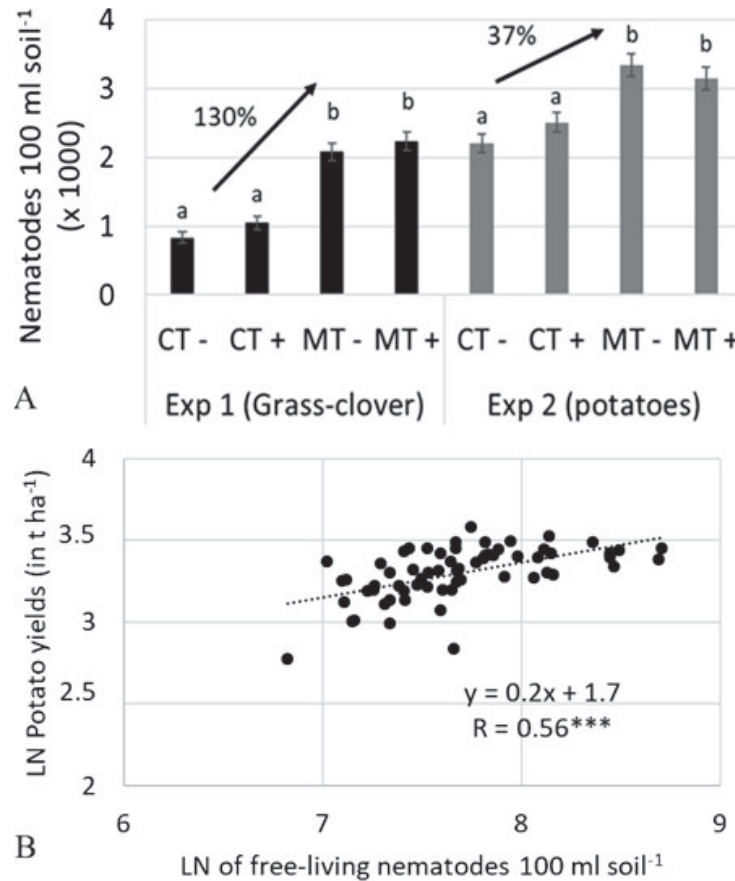 Nematodes 100 ml soil⁻¹
(x 1000)
4
3
2
1
0
130%
37%
a
a
b
b
a
a
b
b
CT - CT + MT - MT + CT - CT + MT - MT +
Exp 1 (Grass-clover) Exp 2 (potatoes)
A
LN Potato yields (in t ha⁻¹)
4
3.5
3
2.5
2
y = 0.2x + 1.7
R = 0.56***
6 7 8 9
LN of free-living nematodes 100 ml soil⁻¹
B